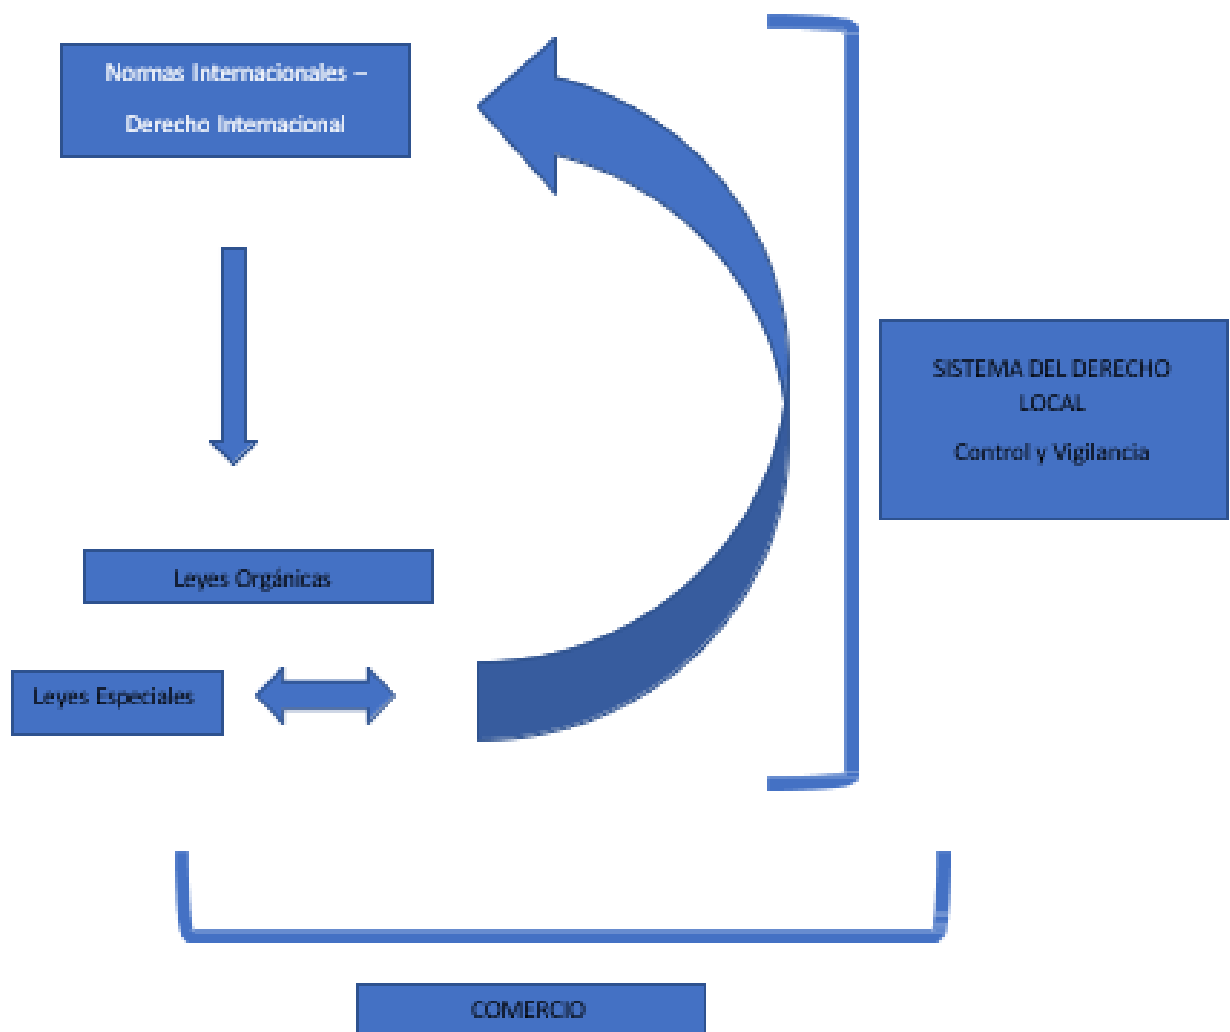 Normas Internacionales –
Derecho Internacional
SISTEMA DEL DERECHO
LOCAL
Control y Vigilancia
Leyes Orgánicas
Leyes Especiales
COMERCIO